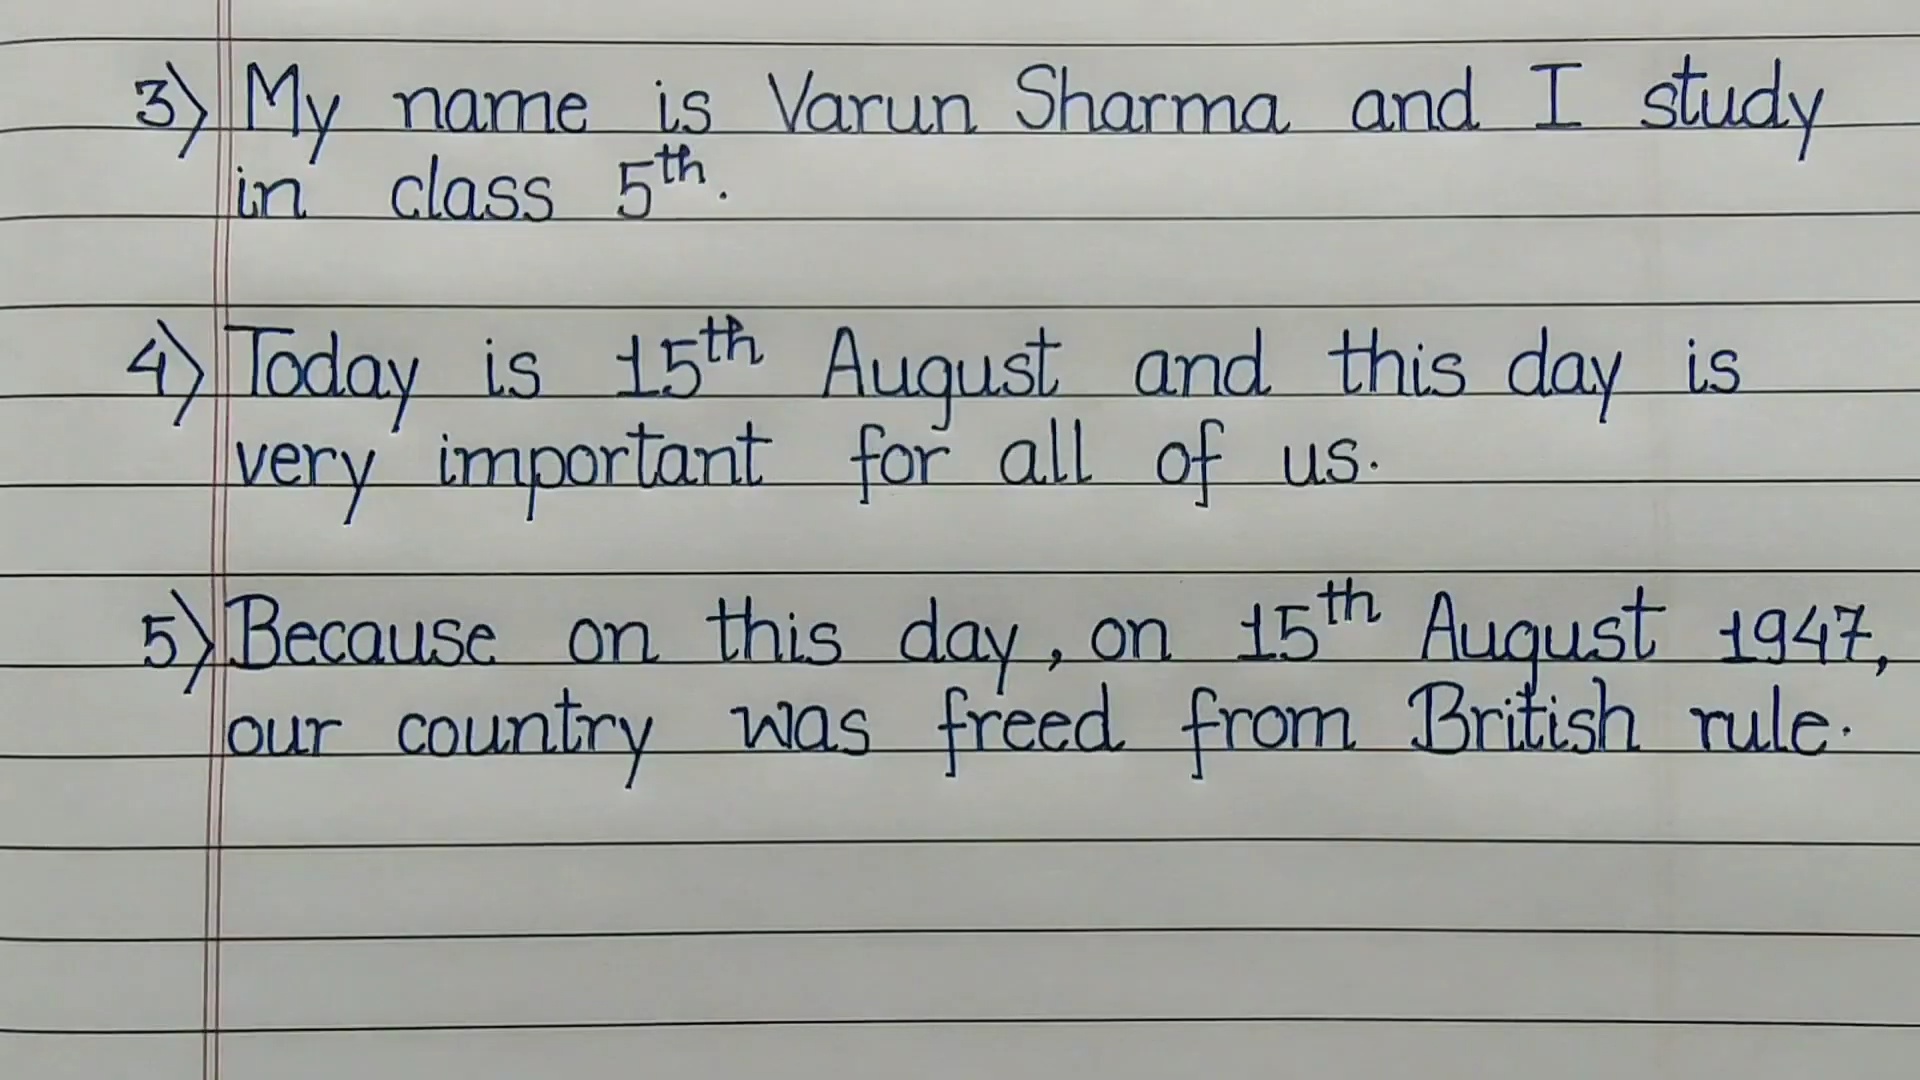 3) My name is Varun Sharma and I study
in class 5th.
4) Today is 15th August and this day is
very important for all of us.
5) Because on this day, on 15th August 1947,
our country was freed from British rule.